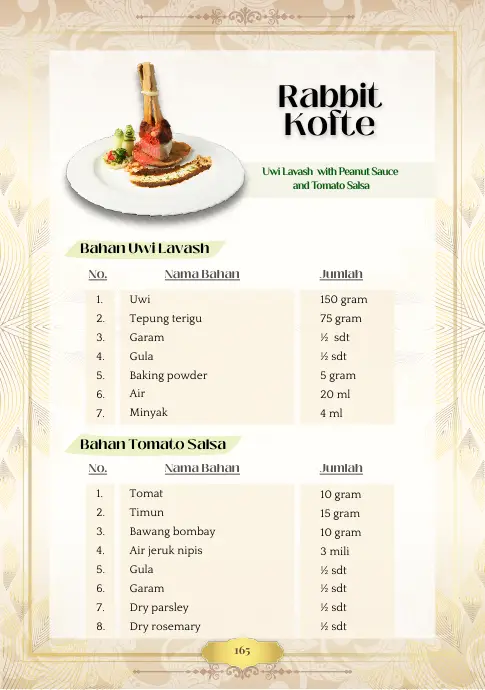 Rabbit
Kofte
Uwi Lavash with Peanut Sauce
and Tomato Salsa
Bahan Uwi Lavash
No. Nama Bahan Jumlah
1. Uwi 150 gram
2. Tepung terigu 75 gram
3. Garam ½ sdt
4. Gula ½ sdt
5. Baking powder 5 gram
6. Air 20 ml
7. Minyak 4 ml
Bahan Tomato Salsa
No. Nama Bahan Jumlah
1. Tomat 10 gram
2. Timun 15 gram
3. Bawang bombay 10 gram
4. Air jeruk nipis 3 mili
5. Gula ½ sdt
6. Garam ½ sdt
7. Dry parsley ½ sdt
8. Dry rosemary ½ sdt
165